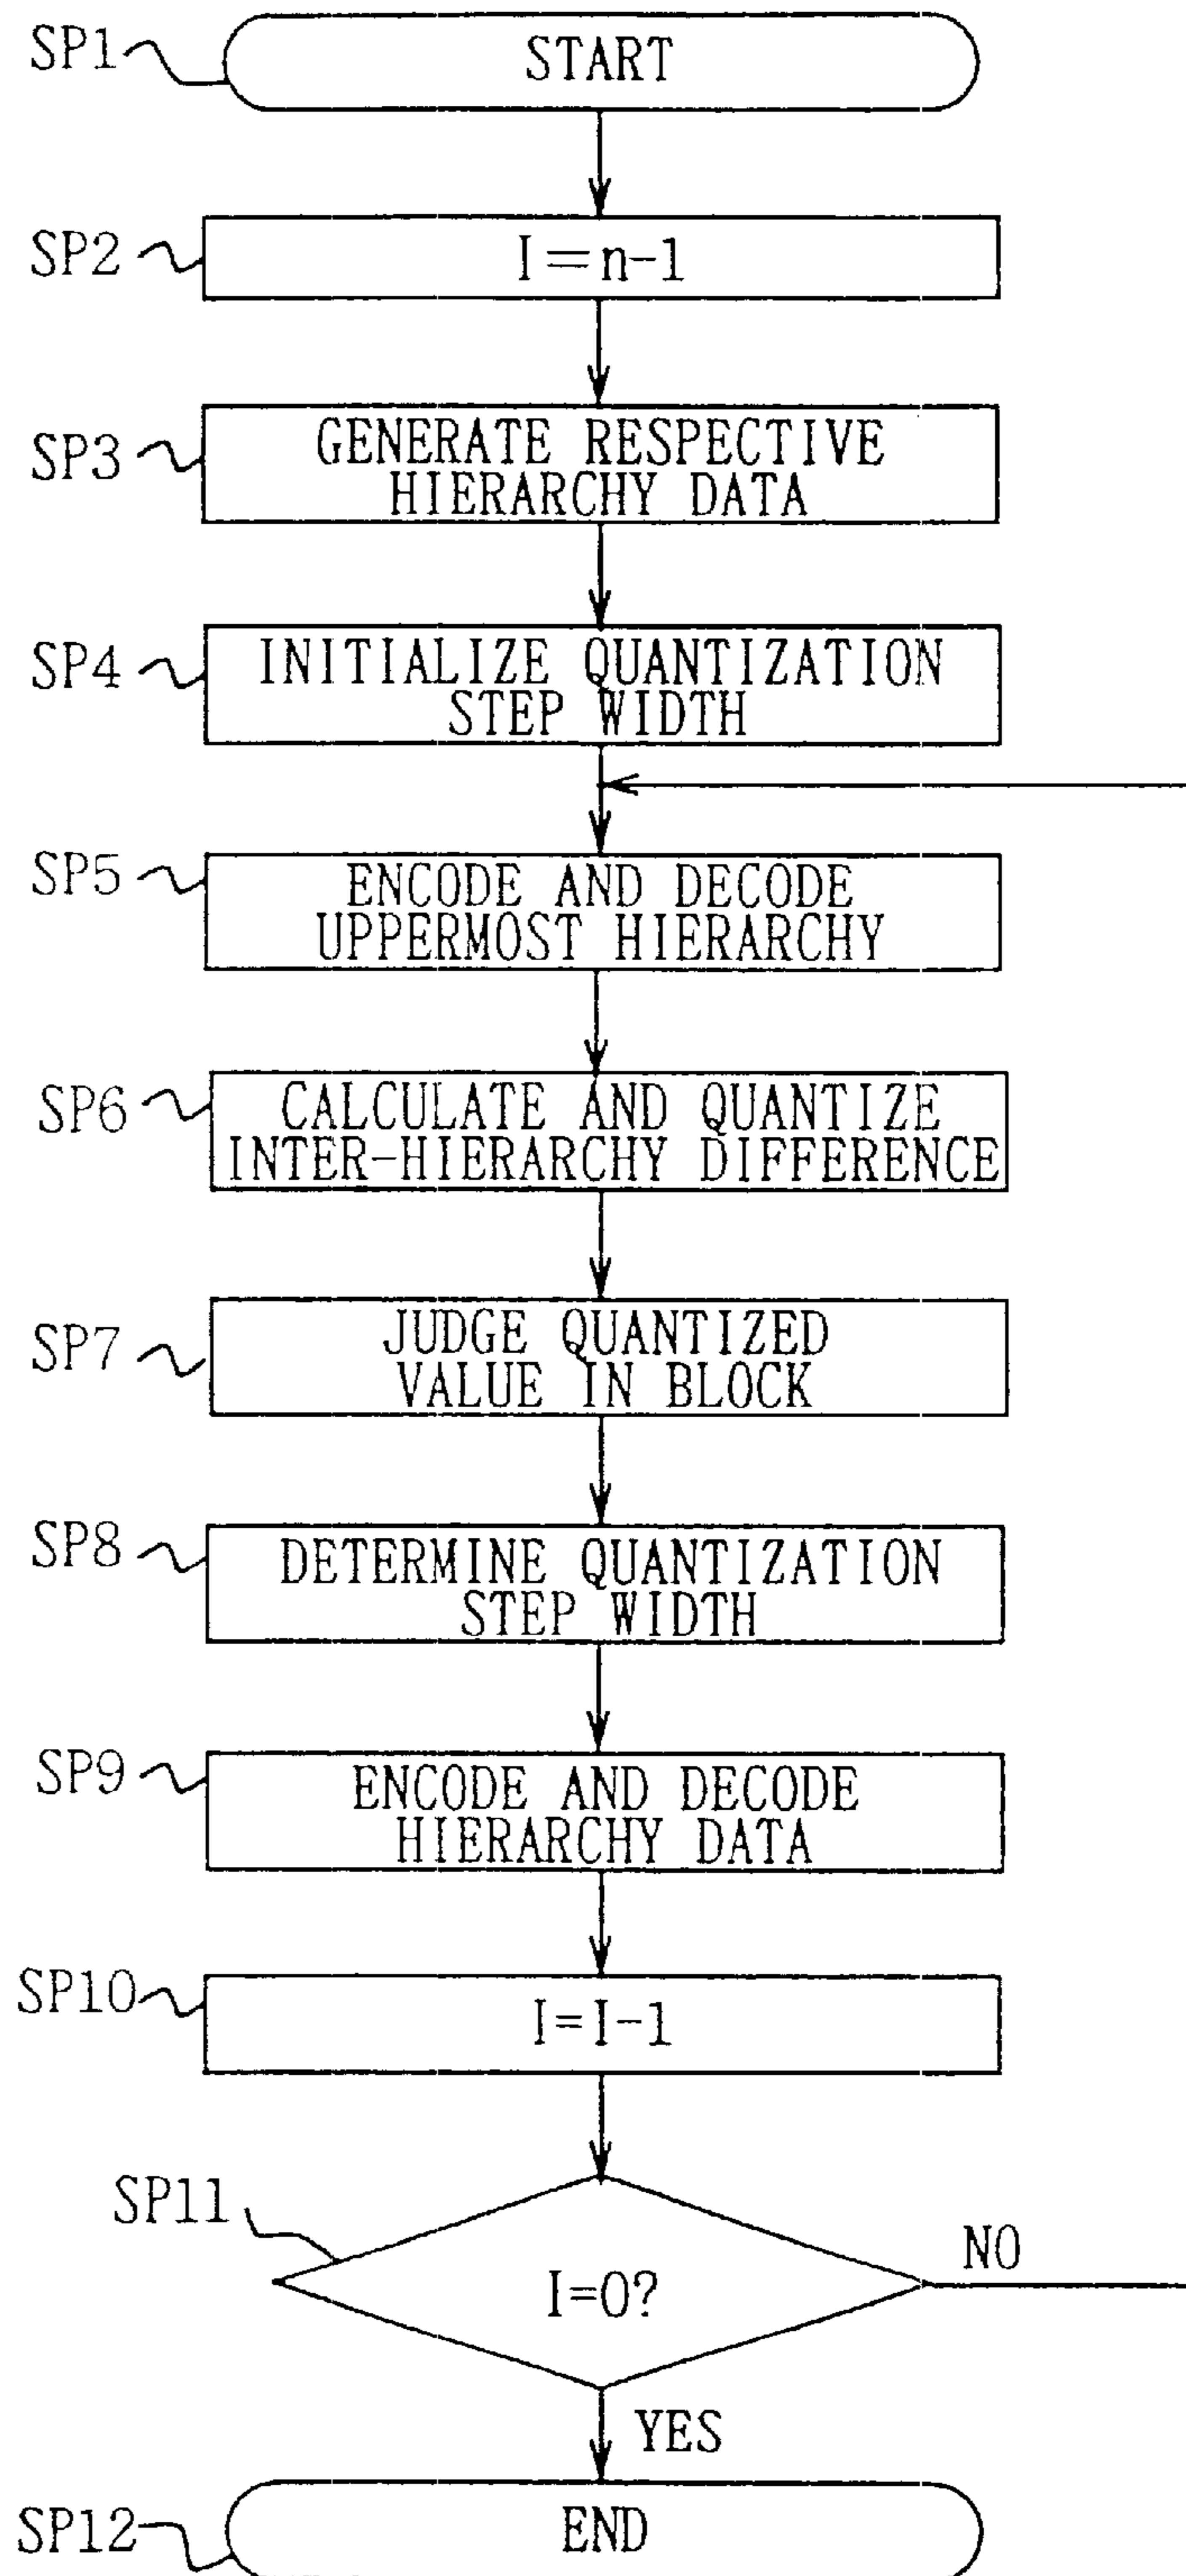 SP1
START
SP2
I=n-1
SP3
GENERATE RESPECTIVE
HIERARCHY DATA
SP4
INITIALIZE QUANTIZATION
STEP WIDTH
SP5
ENCODE AND DECODE
UPPERMOST HIERARCHY
SP6
CALCULATE AND QUANTIZE
INTER-HIERARCHY DIFFERENCE
SP7
JUDGE QUANTIZED
VALUE IN BLOCK
SP8
DETERMINE QUANTIZATION
STEP WIDTH
SP9
ENCODE AND DECODE
HIERARCHY DATA
SP10
I=I-1
SP11
I=0?
NO
YES
SP12
END